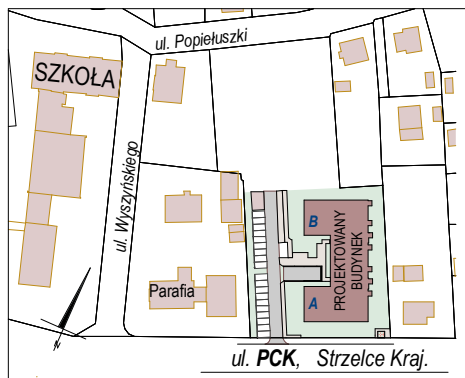 ul. Popiełuszki
SZKOŁA
ul. Wyszyńskiego
B
PROJEKTOWANY
BUDYNEK
A
Parafia
N
ul. PCK, Strzelce Kraj.